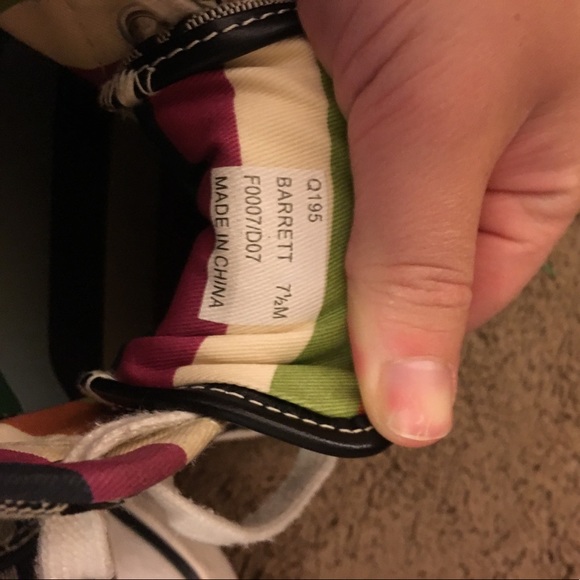 Q195
BARRETT 7½M
F0007/D07
MADE IN CHINA